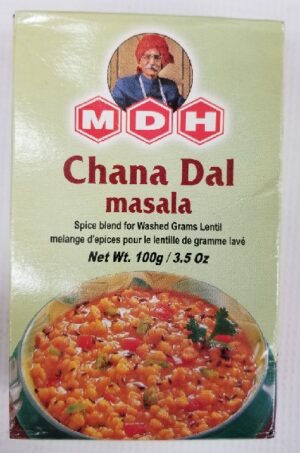 MDH
Chana Dal
masala
Spice blend for Washed Grams Lentil
melange d'epices pour le lentille de gramme lavé
Net Wt. 100g / 3.5 Oz